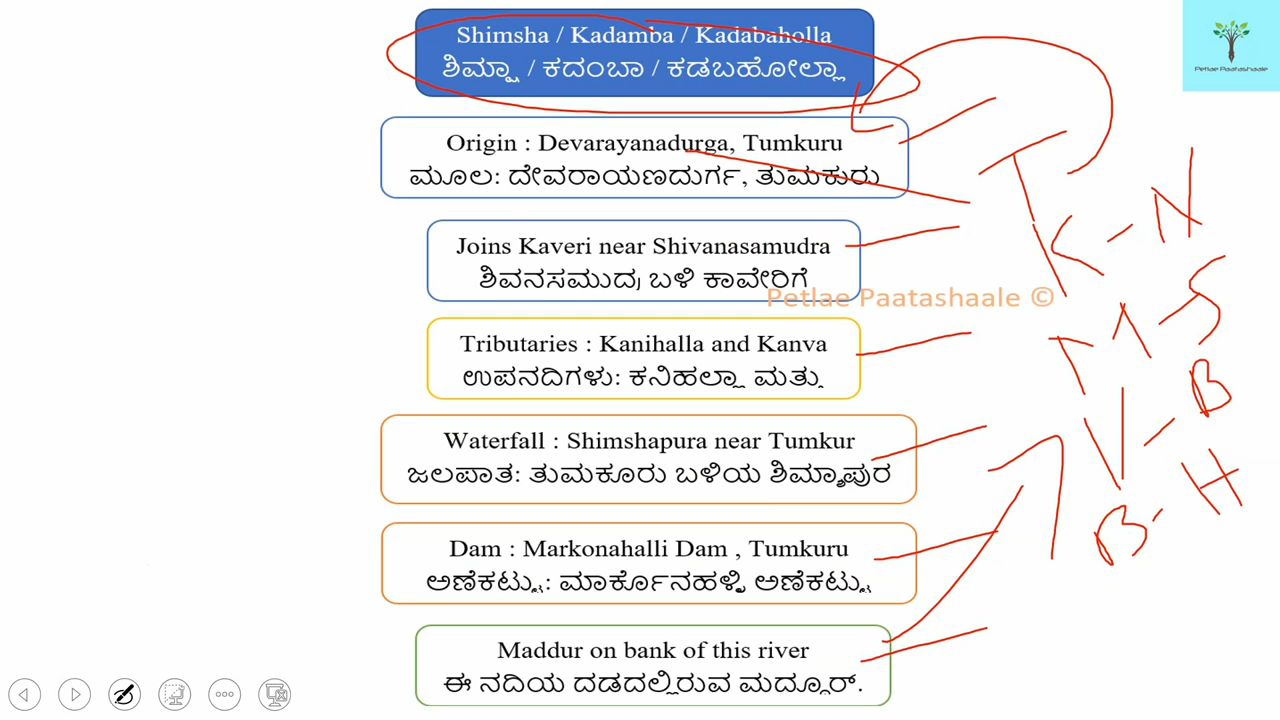 Shimsha / Kadamba / Kadabaholla
ಶಿಮ್ಷಾ / ಕದಂಬಾ / ಕಡಬಹೋಲ್ಲಾ
Petlae Paatashaale
Origin : Devarayanadurga, Tumkuru
ಮೂಲ: ದೇವರಾಯಣದುರ್ಗ, ತುಮಕುರು
T
K - N
Joins Kaveri near Shivanasamudra
ಶಿವನಸಮುದ್ರ ಬಳಿ ಕಾವೇರಿಗೆ
Petlae Paatashaale ©
M - S
Tributaries : Kanihalla and Kanva
ಉಪನದಿಗಳು: ಕನಿಹಲ್ಲಾ ಮತ್ತು
V - B
Waterfall : Shimshapura near Tumkur
ಜಲಪಾತ: ತುಮಕೂರು ಬಳಿಯ ಶಿಮ್ಶಾಪುರ
B - H
Dam : Markonahalli Dam , Tumkuru
ಅಣೆಕಟ್ಟು: ಮಾರ್ಕೊನಹಳ್ಳಿ ಅಣೆಕಟ್ಟು
Maddur on bank of this river
ಈ ನದಿಯ ದಡದಲ್ಲಿರುವ ಮದ್ದೂರ್.